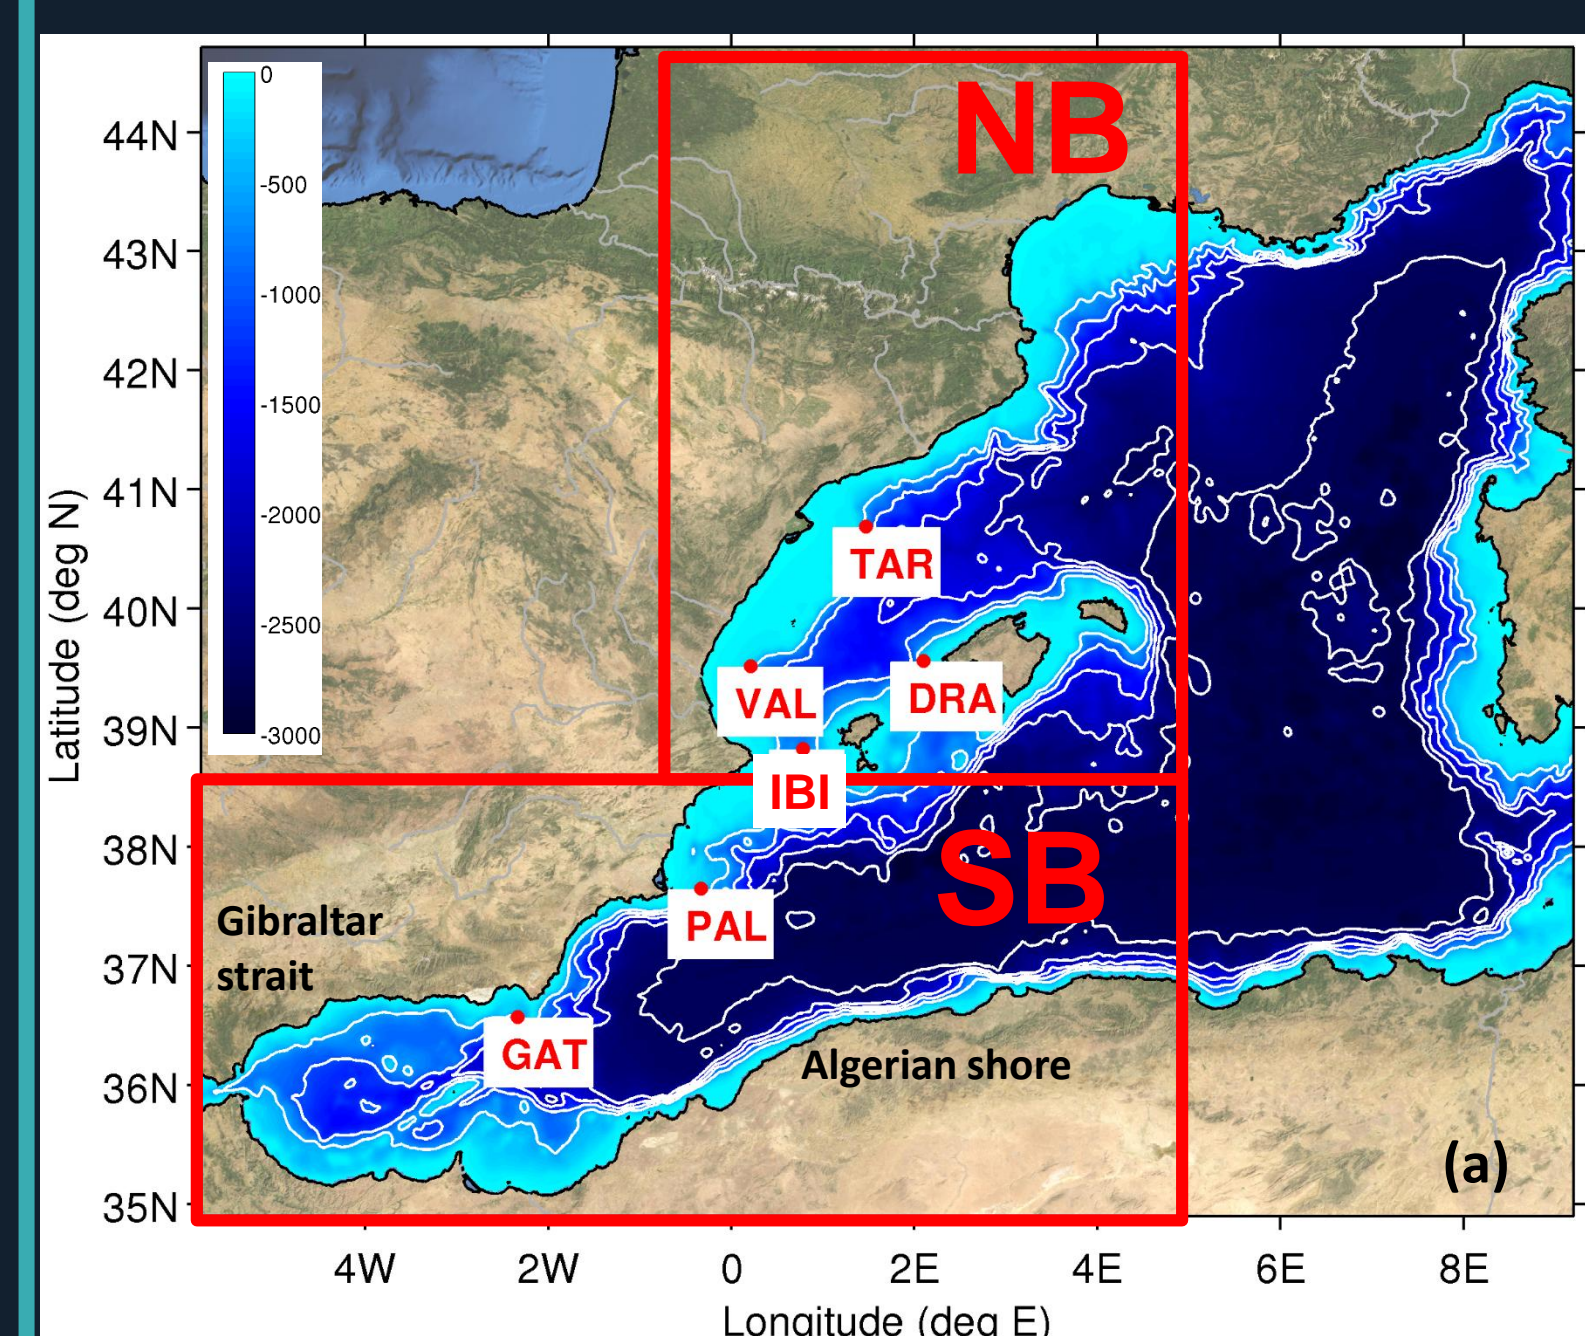 NB
0
-500
-1000
-1500
-2000
-2500
-3000
44N
43N
42N
41N
40N
39N
38N
37N
36N
35N
Latitude (deg N)
TAR
VAL
DRA
IBI
SB
PAL
Gibraltar
strait
GAT
Algerian shore
(a)
4W
2W
0
2E
4E
6E
8E
Longitude (deg E)